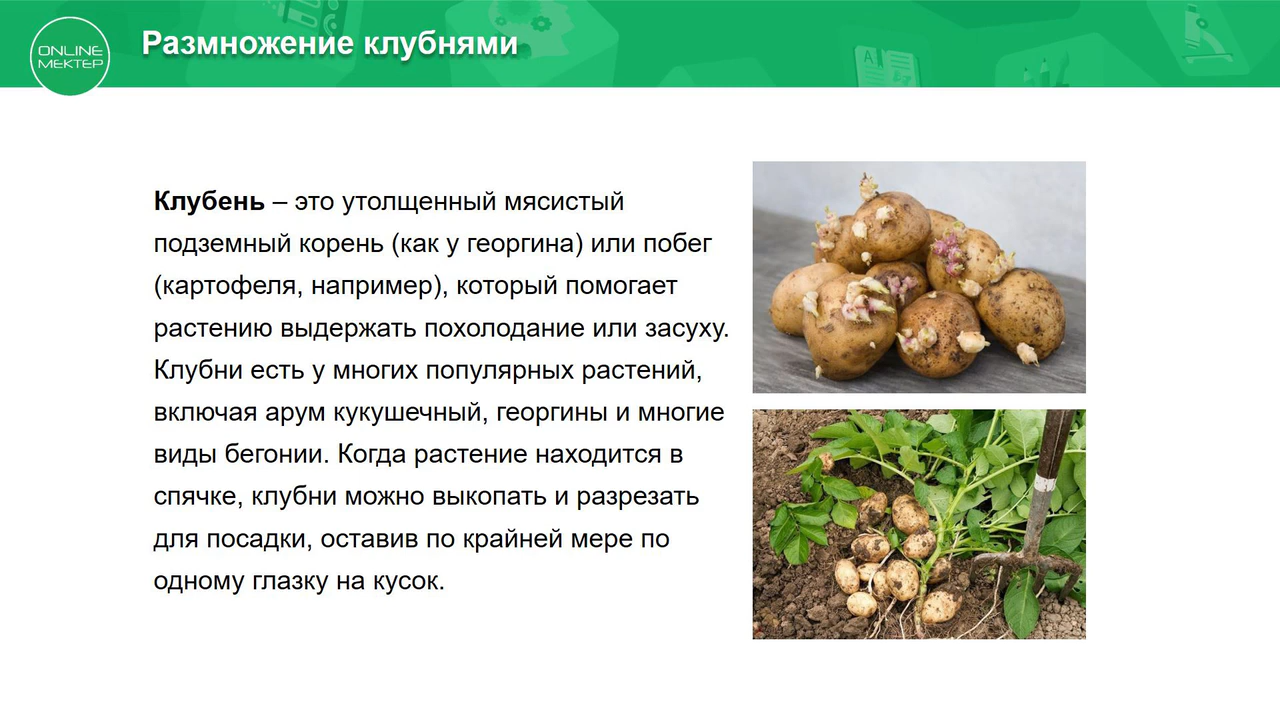 ONLINE
МЕКТЕР
Размножение клубнями
Клубень – это утолщенный мясистый
подземный корень (как у георгина) или побег
(картофеля, например), который помогает
растению выдержать похолодание или засуху.
Клубни есть у многих популярных растений,
включая арум кукушечный, георгины и многие
виды бегонии. Когда растение находится в
спячке, клубни можно выкопать и разрезать
для посадки, оставив по крайней мере по
одному глазку на кусок.